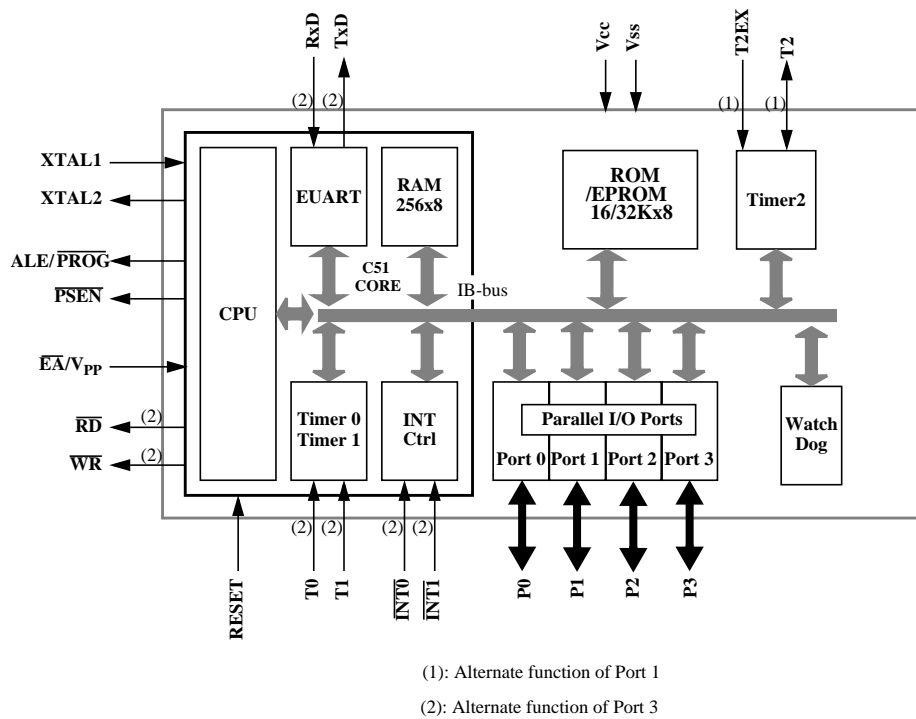 RxD
TxD
Vcc
Vss
T2EX
T2
(2)
(2)
(1)
(1)
XTAL1
XTAL2
ALE/PROG
PSEN
EA/VPP
RD
(2)
WR
(2)
CPU
EUART
RAM
256x8
C51
CORE
IB-bus
ROM
/EPROM
16/32Kx8
Timer2
Timer 0
Timer 1
INT
Ctrl
Parallel I/O Ports
Port 0
Port 1
Port 2
Port 3
Watch
Dog
(2)
(2)
(2)
(2)
RESET
T0
T1
INT0
INT1
P0
P1
P2
P3
(1): Alternate function of Port 1
(2): Alternate function of Port 3